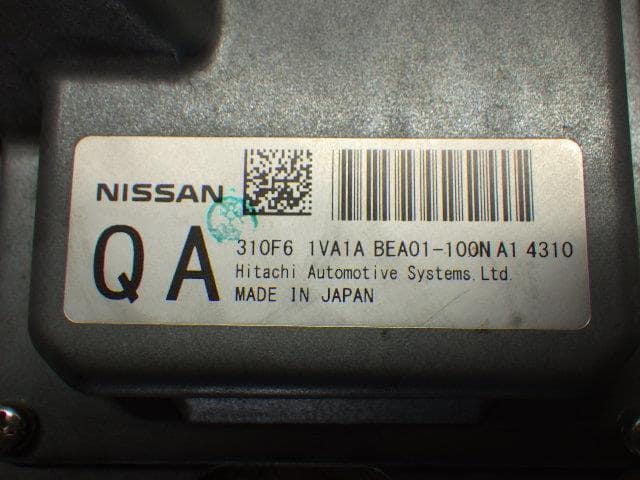 NISSAN
QA
310F6 1VA1A BEA01-100N A1 4310
Hitachi Automotive Systems.Ltd.
MADE IN JAPAN